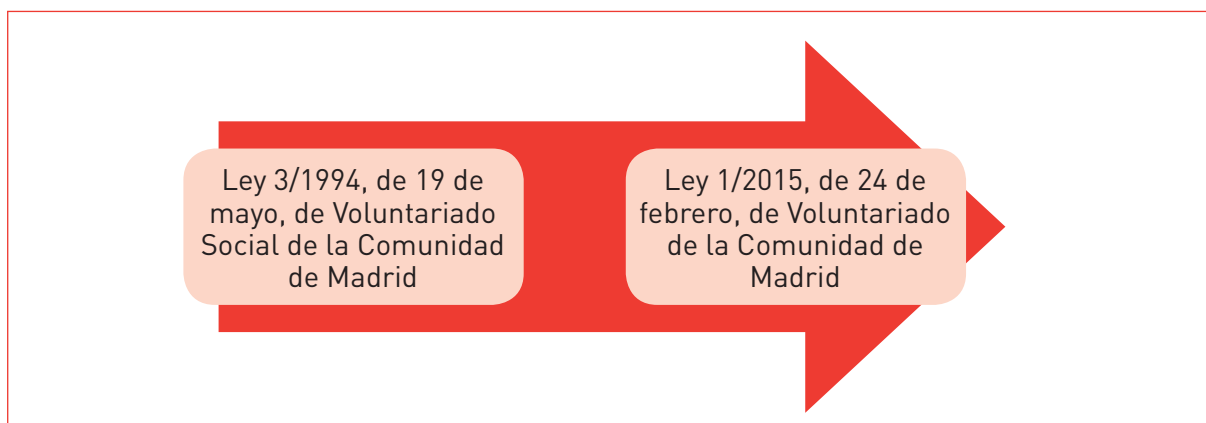 Ley 3/1994, de 19 de
mayo, de Voluntariado
Social de la Comunidad
de Madrid
Ley 1/2015, de 24 de
febrero, de Voluntariado
de la Comunidad de
Madrid